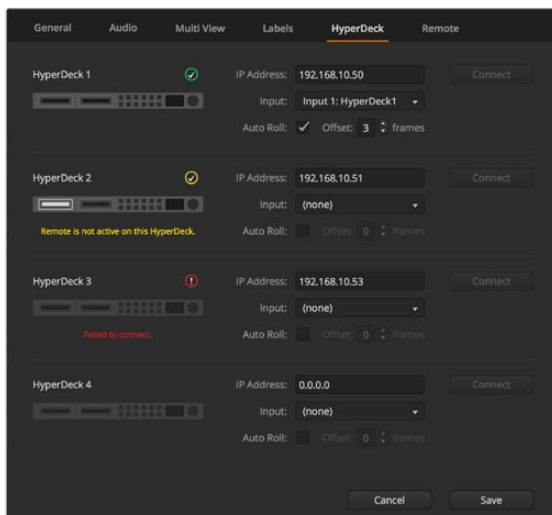 General Audio Multi View Labels HyperDeck Remote
HyperDeck 1 IP Address: 192.168.10.50 Connect
Input: Input 1: HyperDeck1
Auto Roll: Offset: 3 frames
HyperDeck 2 IP Address: 192.168.10.51 Connect
Input: (none)
Remote is not active on this HyperDeck.
Auto Roll: Offset: 0 frames
HyperDeck 3 IP Address: 192.168.10.53 Connect
Input: (none)
Failed to connect.
Auto Roll: Offset: 0 frames
HyperDeck 4 IP Address: 0.0.0.0 Connect
Input: (none)
Auto Roll: Offset: 0 frames
Cancel Save